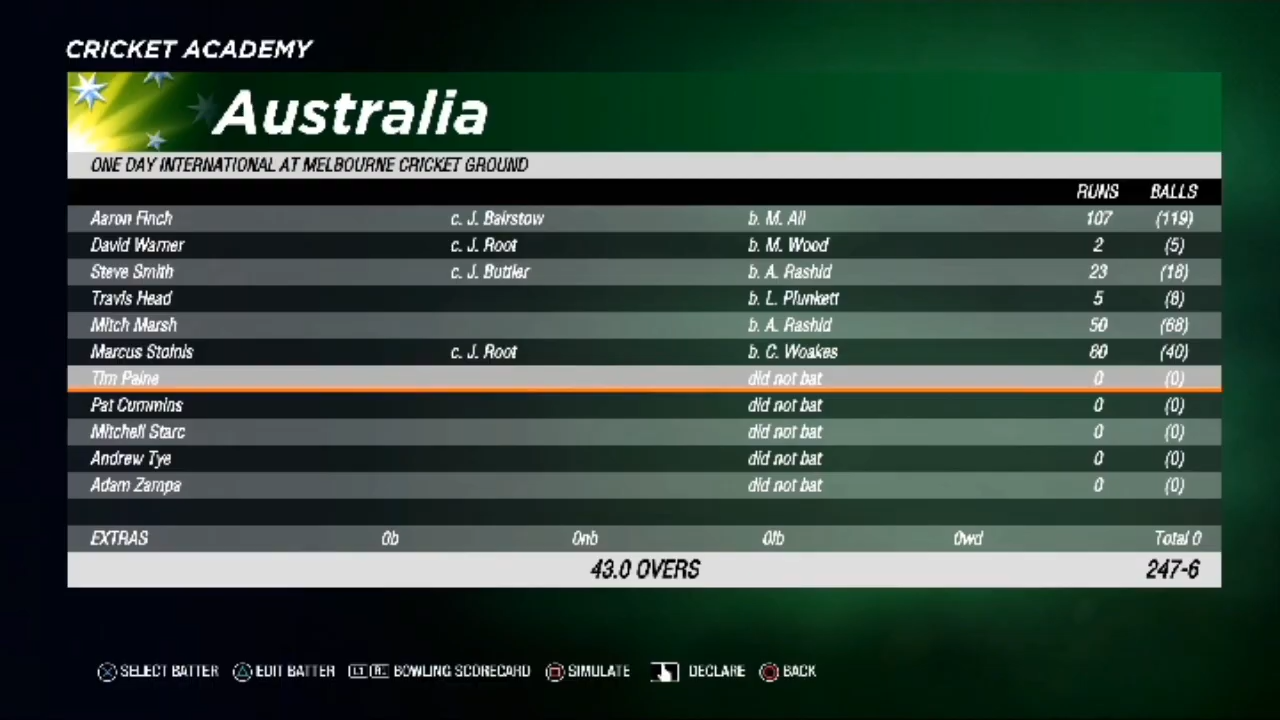 CRICKET ACADEMY
Australia
ONE DAY INTERNATIONAL AT MELBOURNE CRICKET GROUND
RUNS BALLS
Aaron Finch c. J. Bairstow b. M. Ali 107 (119)
David Warner c. J. Root b. M. Wood 2 (5)
Steve Smith c. J. Buttler b. A. Rashid 23 (18)
Travis Head b. L. Plunkett 5 (8)
Mitch Marsh b. A. Rashid 50 (68)
Marcus Stoinis c. J. Root b. C. Woakes 60 (40)
Tim Paine did not bat 0 (0)
Pat Cummins did not bat 0 (0)
Mitchell Starc did not bat 0 (0)
Andrew Tye did not bat 0 (0)
Adam Zampa did not bat 0 (0)
EXTRAS 0b 0nb 0lb 0wd Total 0
43.0 OVERS 247-6
SELECT BATTER EDIT BATTER L1 R1 BOWLING SCORECARD SIMULATE DECLARE BACK